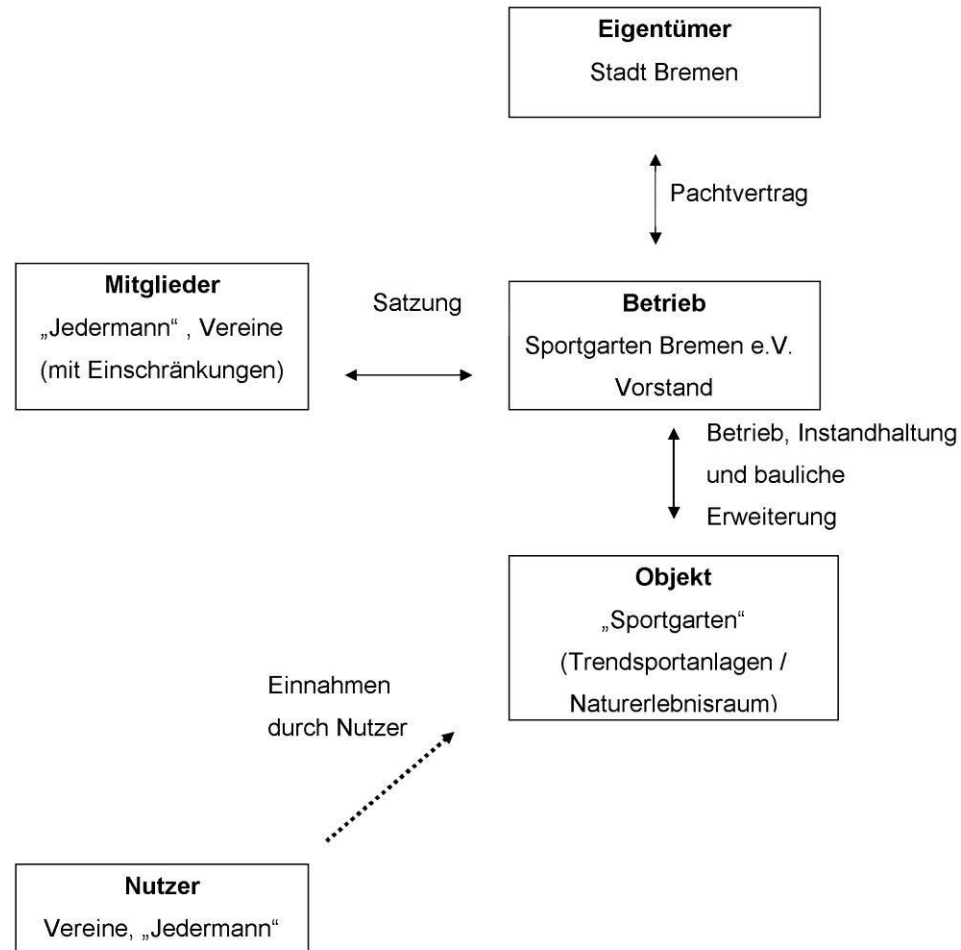 Eigentümer
Stadt Bremen
Pachtvertrag
Mitglieder
„Jedermann“ , Vereine
(mit Einschränkungen)
Satzung
Betrieb
Sportgarten Bremen e.V.
Vorstand
Betrieb, Instandhaltung
und bauliche
Erweiterung
Objekt
„Sportgarten“
(Trendsportanlagen /
Naturerlebnisraum)
Einnahmen
durch Nutzer
Nutzer
Vereine, „Jedermann“